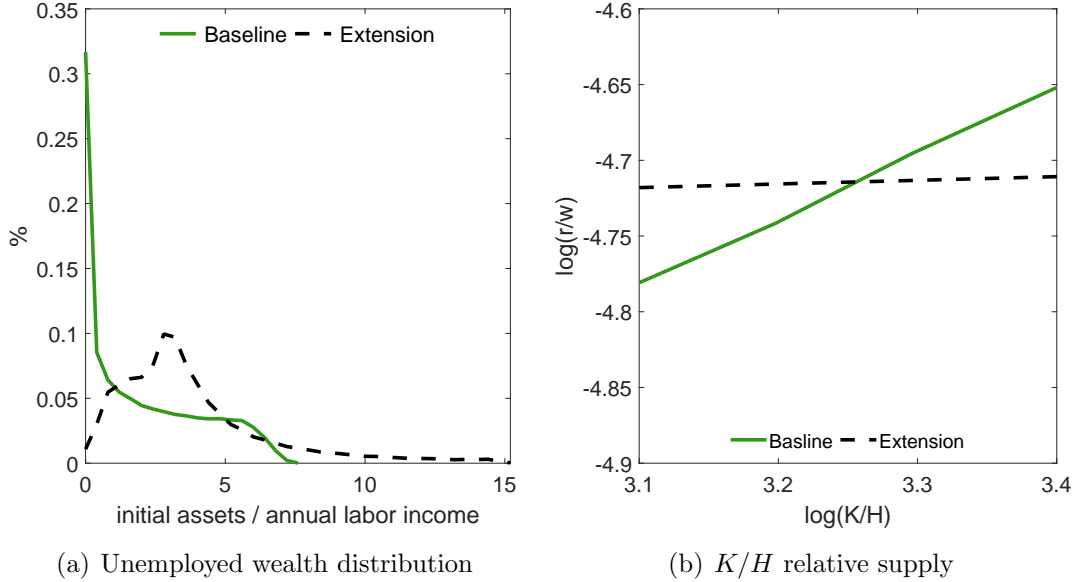 Baseline Extension
0.35
0.3
0.25
0.2
0.15
0.1
0.05
0
%
0 5 10 15
initial assets / annual labor income
(a) Unemployed wealth distribution
-4.6
-4.65
-4.7
-4.75
-4.8
-4.85
-4.9
log(r/w)
Basline Extension
3.1 3.2 3.3 3.4
log(K/H)
(b) K/H relative supply